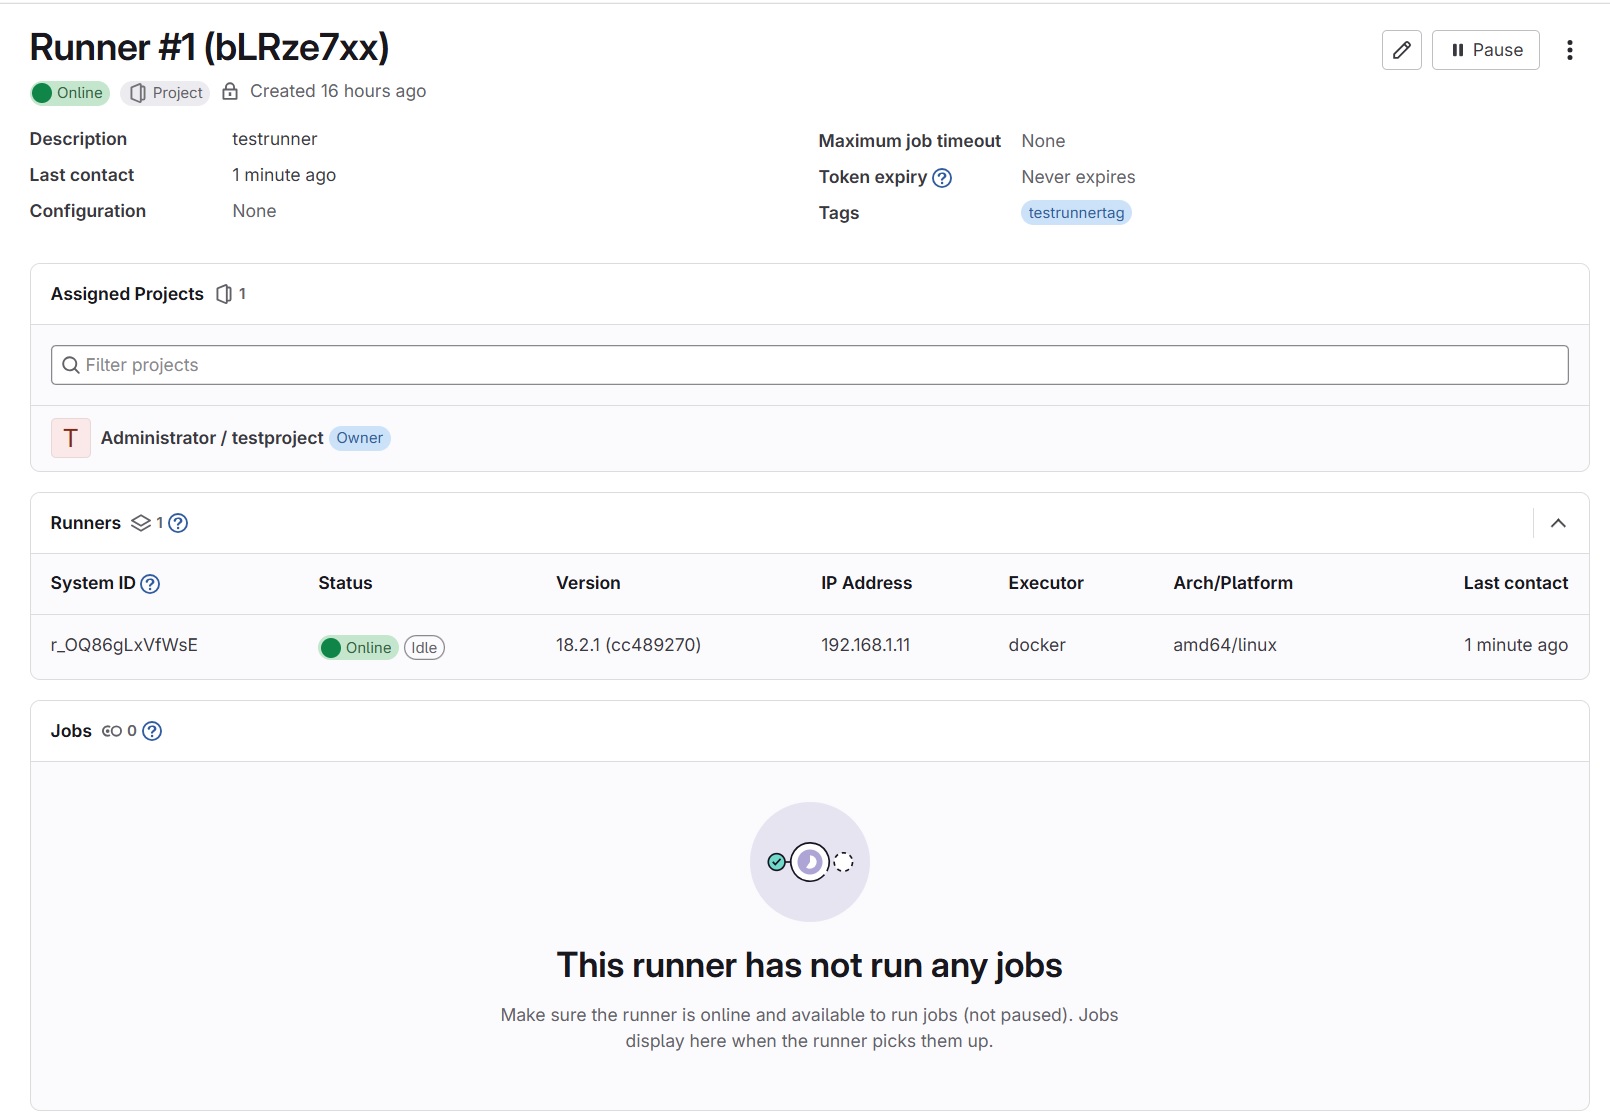 Runner #1 (bLRze7xx)
Pause
Online Project Created 16 hours ago
Description testrunner
Last contact 1 minute ago
Configuration None
Maximum job timeout None
Token expiry Never expires
Tags testrunnertag
Assigned Projects 1
Filter projects
T Administrator / testproject Owner
Runners 1
System ID Status Version IP Address Executor Arch/Platform Last contact
r_OQ86gLxVfWsE Online Idle 18.2.1 (cc489270) 192.168.1.11 docker amd64/linux 1 minute ago
Jobs 0
This runner has not run any jobs
Make sure the runner is online and available to run jobs (not paused). Jobs
display here when the runner picks them up.